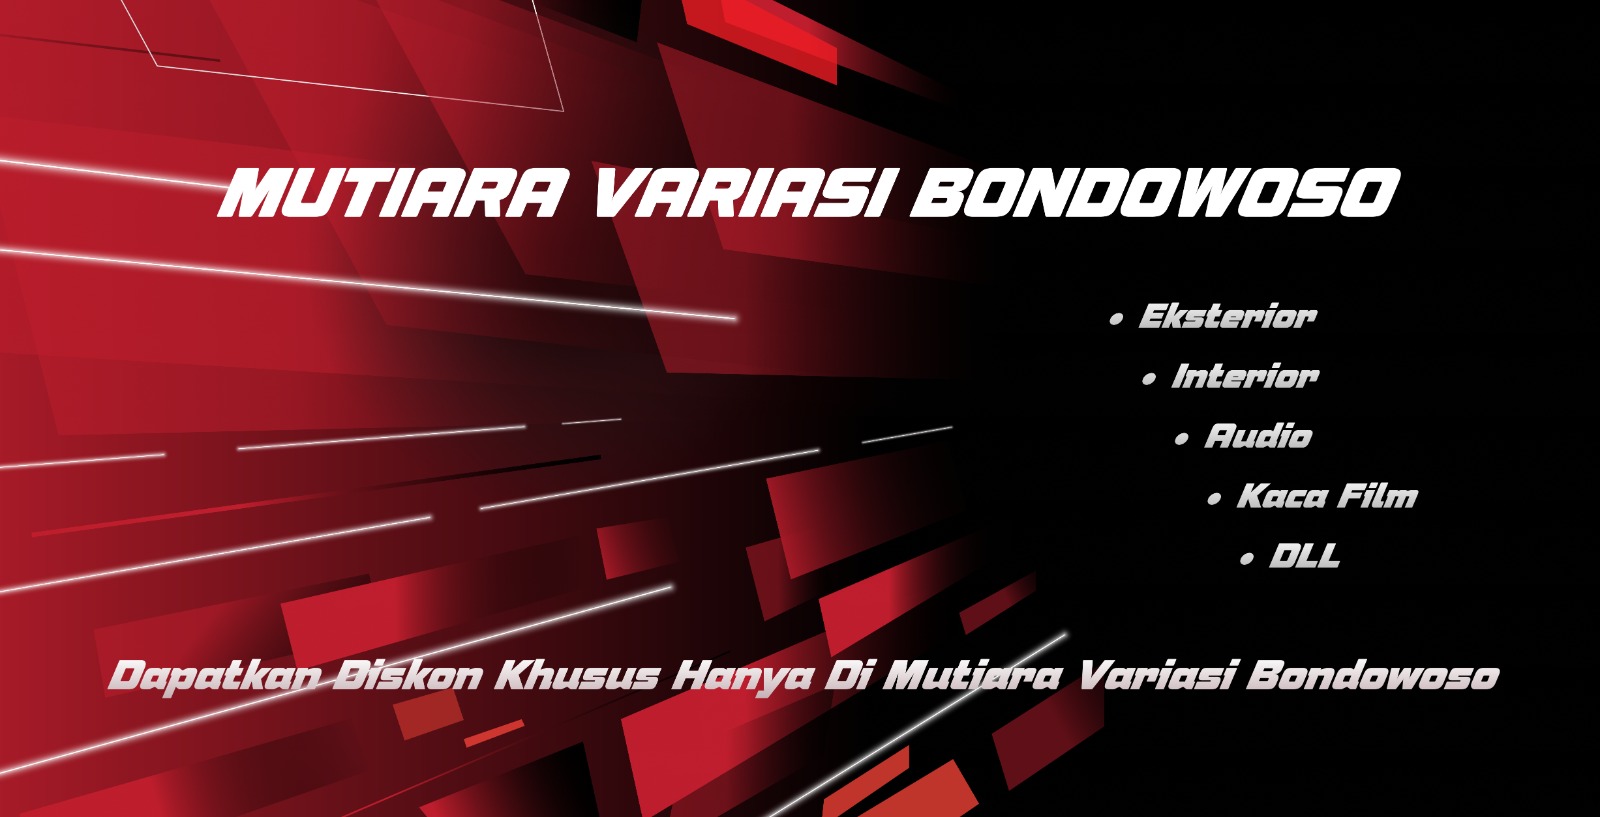 MUTIARA VARIASI BONDOWOSO
• Eksterior
• Interior
• Audio
• Kaca Film
• DLL
Dapatkan Diskon Khusus Hanya Di Mutiara Variasi Bondowoso